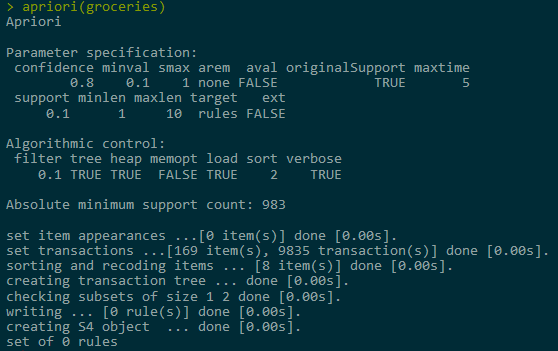 > apriori(groceries)
Apriori
Parameter specification:
confidence minval smax arem aval originalSupport maxtime
0.8 0.1 1 none FALSE TRUE 5
support minlen maxlen target ext
0.1 1 10 rules FALSE
Algorithmic control:
filter tree heap memopt load sort verbose
0.1 TRUE TRUE FALSE TRUE 2 TRUE
Absolute minimum support count: 983
set item appearances ...[0 item(s)] done [0.00s].
set transactions ...[169 item(s), 9835 transaction(s)] done [0.00s].
sorting and recoding items ... [8 item(s)] done [0.00s].
creating transaction tree ... done [0.00s].
checking subsets of size 1 2 done [0.00s].
writing ... [0 rule(s)] done [0.00s].
creating S4 object ... done [0.00s].
set of 0 rules